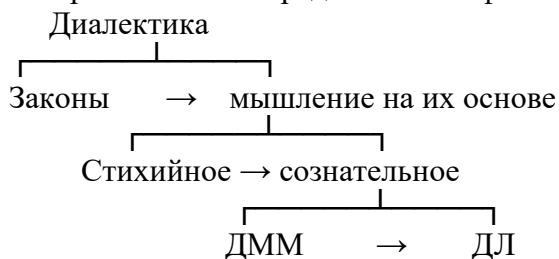 Диалектика
Законы → мышление на их основе
Стихийное → сознательное
ДММ → ДЛ